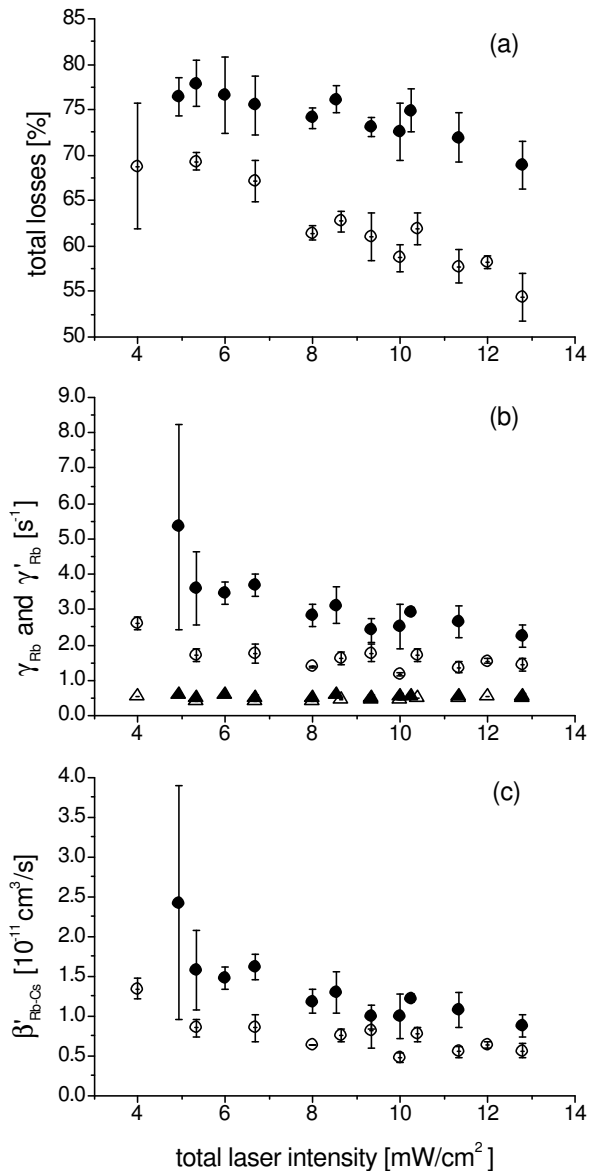 (a)
total losses [%]
85
80
75
70
65
60
55
50
4 6 8 10 12 14
(b)
γRb and γ'Rb [s-1]
9.0
8.0
7.0
6.0
5.0
4.0
3.0
2.0
1.0
0.0
4 6 8 10 12 14
(c)
β'Rb-Cs [10-11 cm3/s]
4.0
3.5
3.0
2.5
2.0
1.5
1.0
0.5
0.0
4 6 8 10 12 14
total laser intensity [mW/cm2]